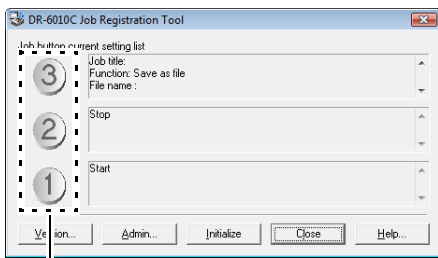 DR-6010C Job Registration Tool
Job button current setting list
3
Job title:
Function: Save as file
File name :
2
Stop
1
Start
Version... Admin... Initialize Close Help...